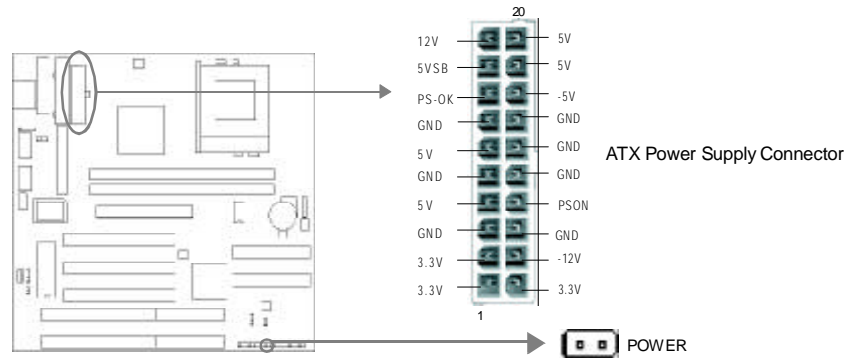 20
12V 5V
5VSB 5V
PS-OK -5V
GND GND
5V GND
GND GND
5V PSON
GND GND
3.3V -12V
3.3V 3.3V
1
ATX Power Supply Connector
POWER